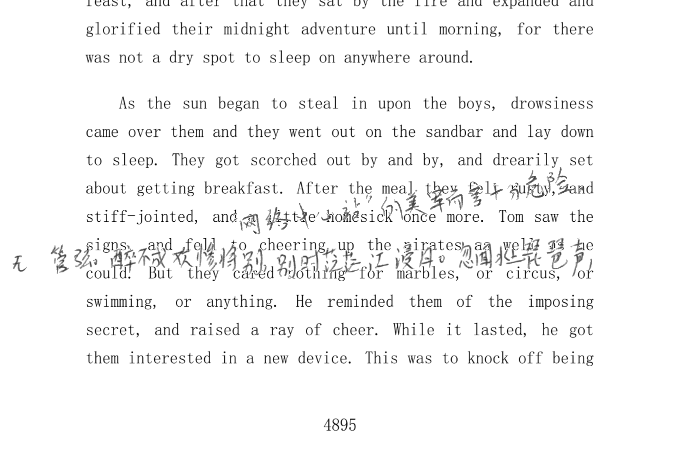 feast, and after that they sat by the fire and expanded and
glorified their midnight adventure until morning, for there
was not a dry spot to sleep on anywhere around.
As the sun began to steal in upon the boys, drowsiness
came over them and they went out on the sandbar and lay down
to sleep. They got scorched out by and by, and drearily set
about getting breakfast. After the meal they felt rusty, and
stiff-jointed, and a little homesick once more. Tom saw the
网络中"站"的美军而言十分危险。
signs, and fell to cheering up the pirates as well as he
无管弦。醉不成欢惨将别,别时茫茫江浸月。忽闻江琵琶声,
could. But they cared nothing for marbles, or circus, or
swimming, or anything. He reminded them of the imposing
secret, and raised a ray of cheer. While it lasted, he got
them interested in a new device. This was to knock off being
4895